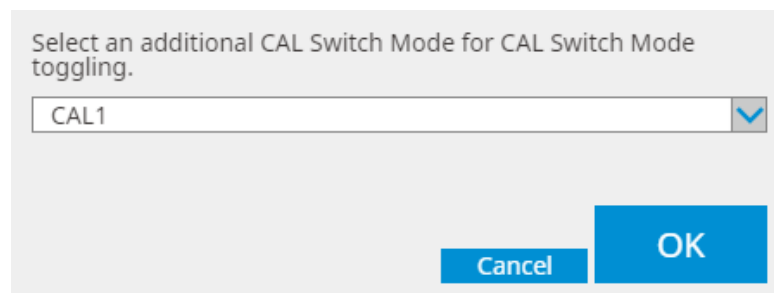 Select an additional CAL Switch Mode for CAL Switch Mode
toggling.
CAL1
Cancel
OK